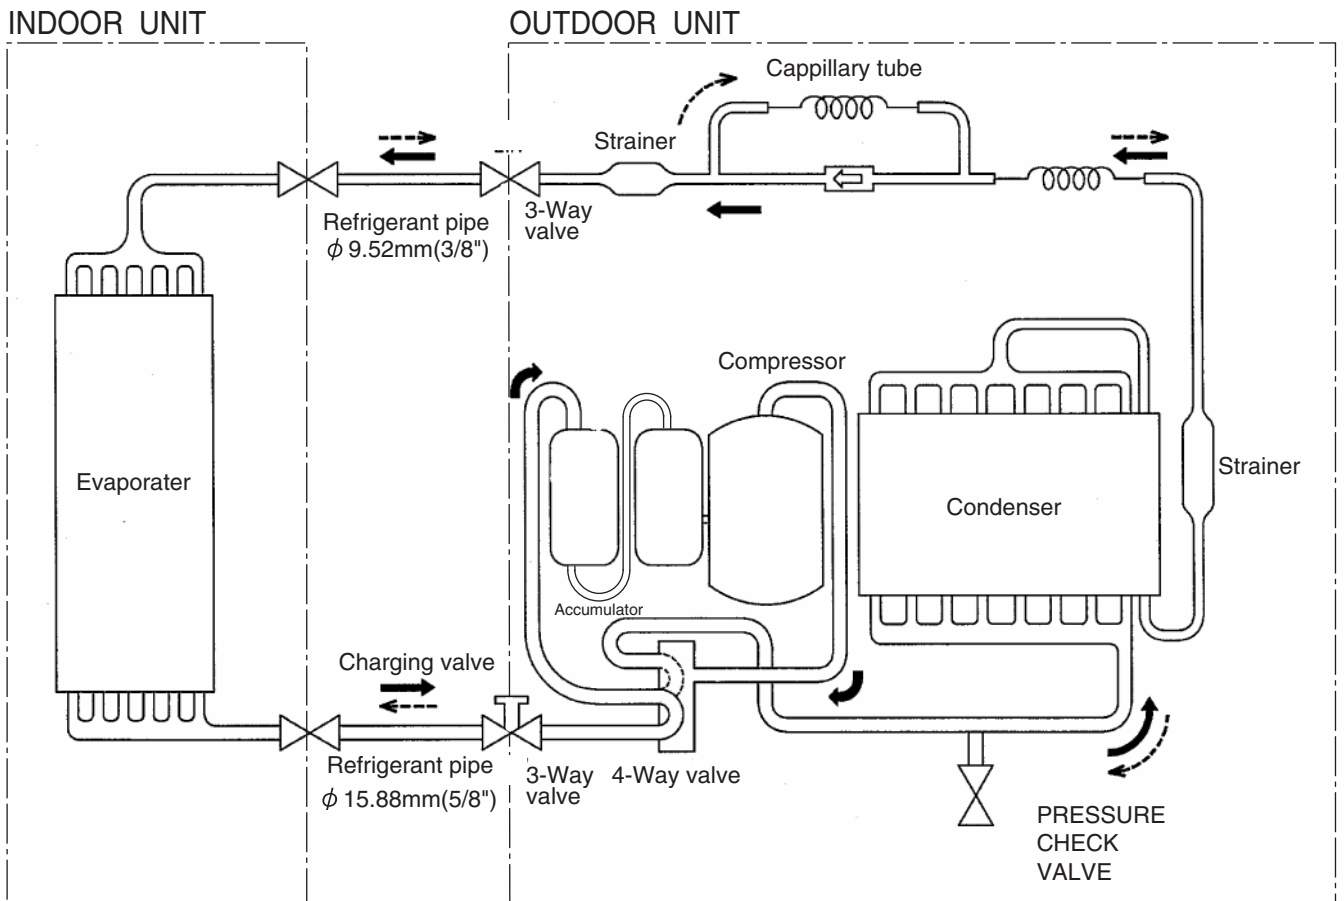 INDOOR UNIT
OUTDOOR UNIT
Cappillary tube
Strainer
Refrigerant pipe
ϕ 9.52mm(3/8")
3-Way
valve
Compressor
Evaporater
Condenser
Strainer
Accumulator
Charging valve
Refrigerant pipe
ϕ 15.88mm(5/8")
3-Way
valve
4-Way valve
PRESSURE
CHECK
VALVE